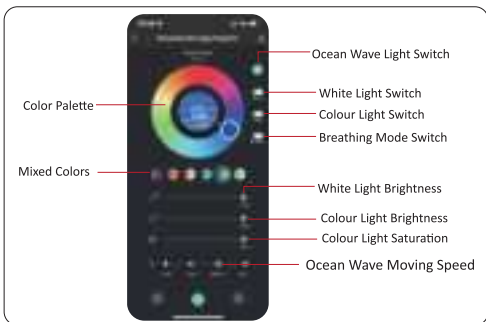 Ocean Wave Light Switch
White Light Switch
Color Palette
Colour Light Switch
Breathing Mode Switch
Mixed Colors
White Light Brightness
Colour Light Brightness
Colour Light Saturation
Ocean Wave Moving Speed